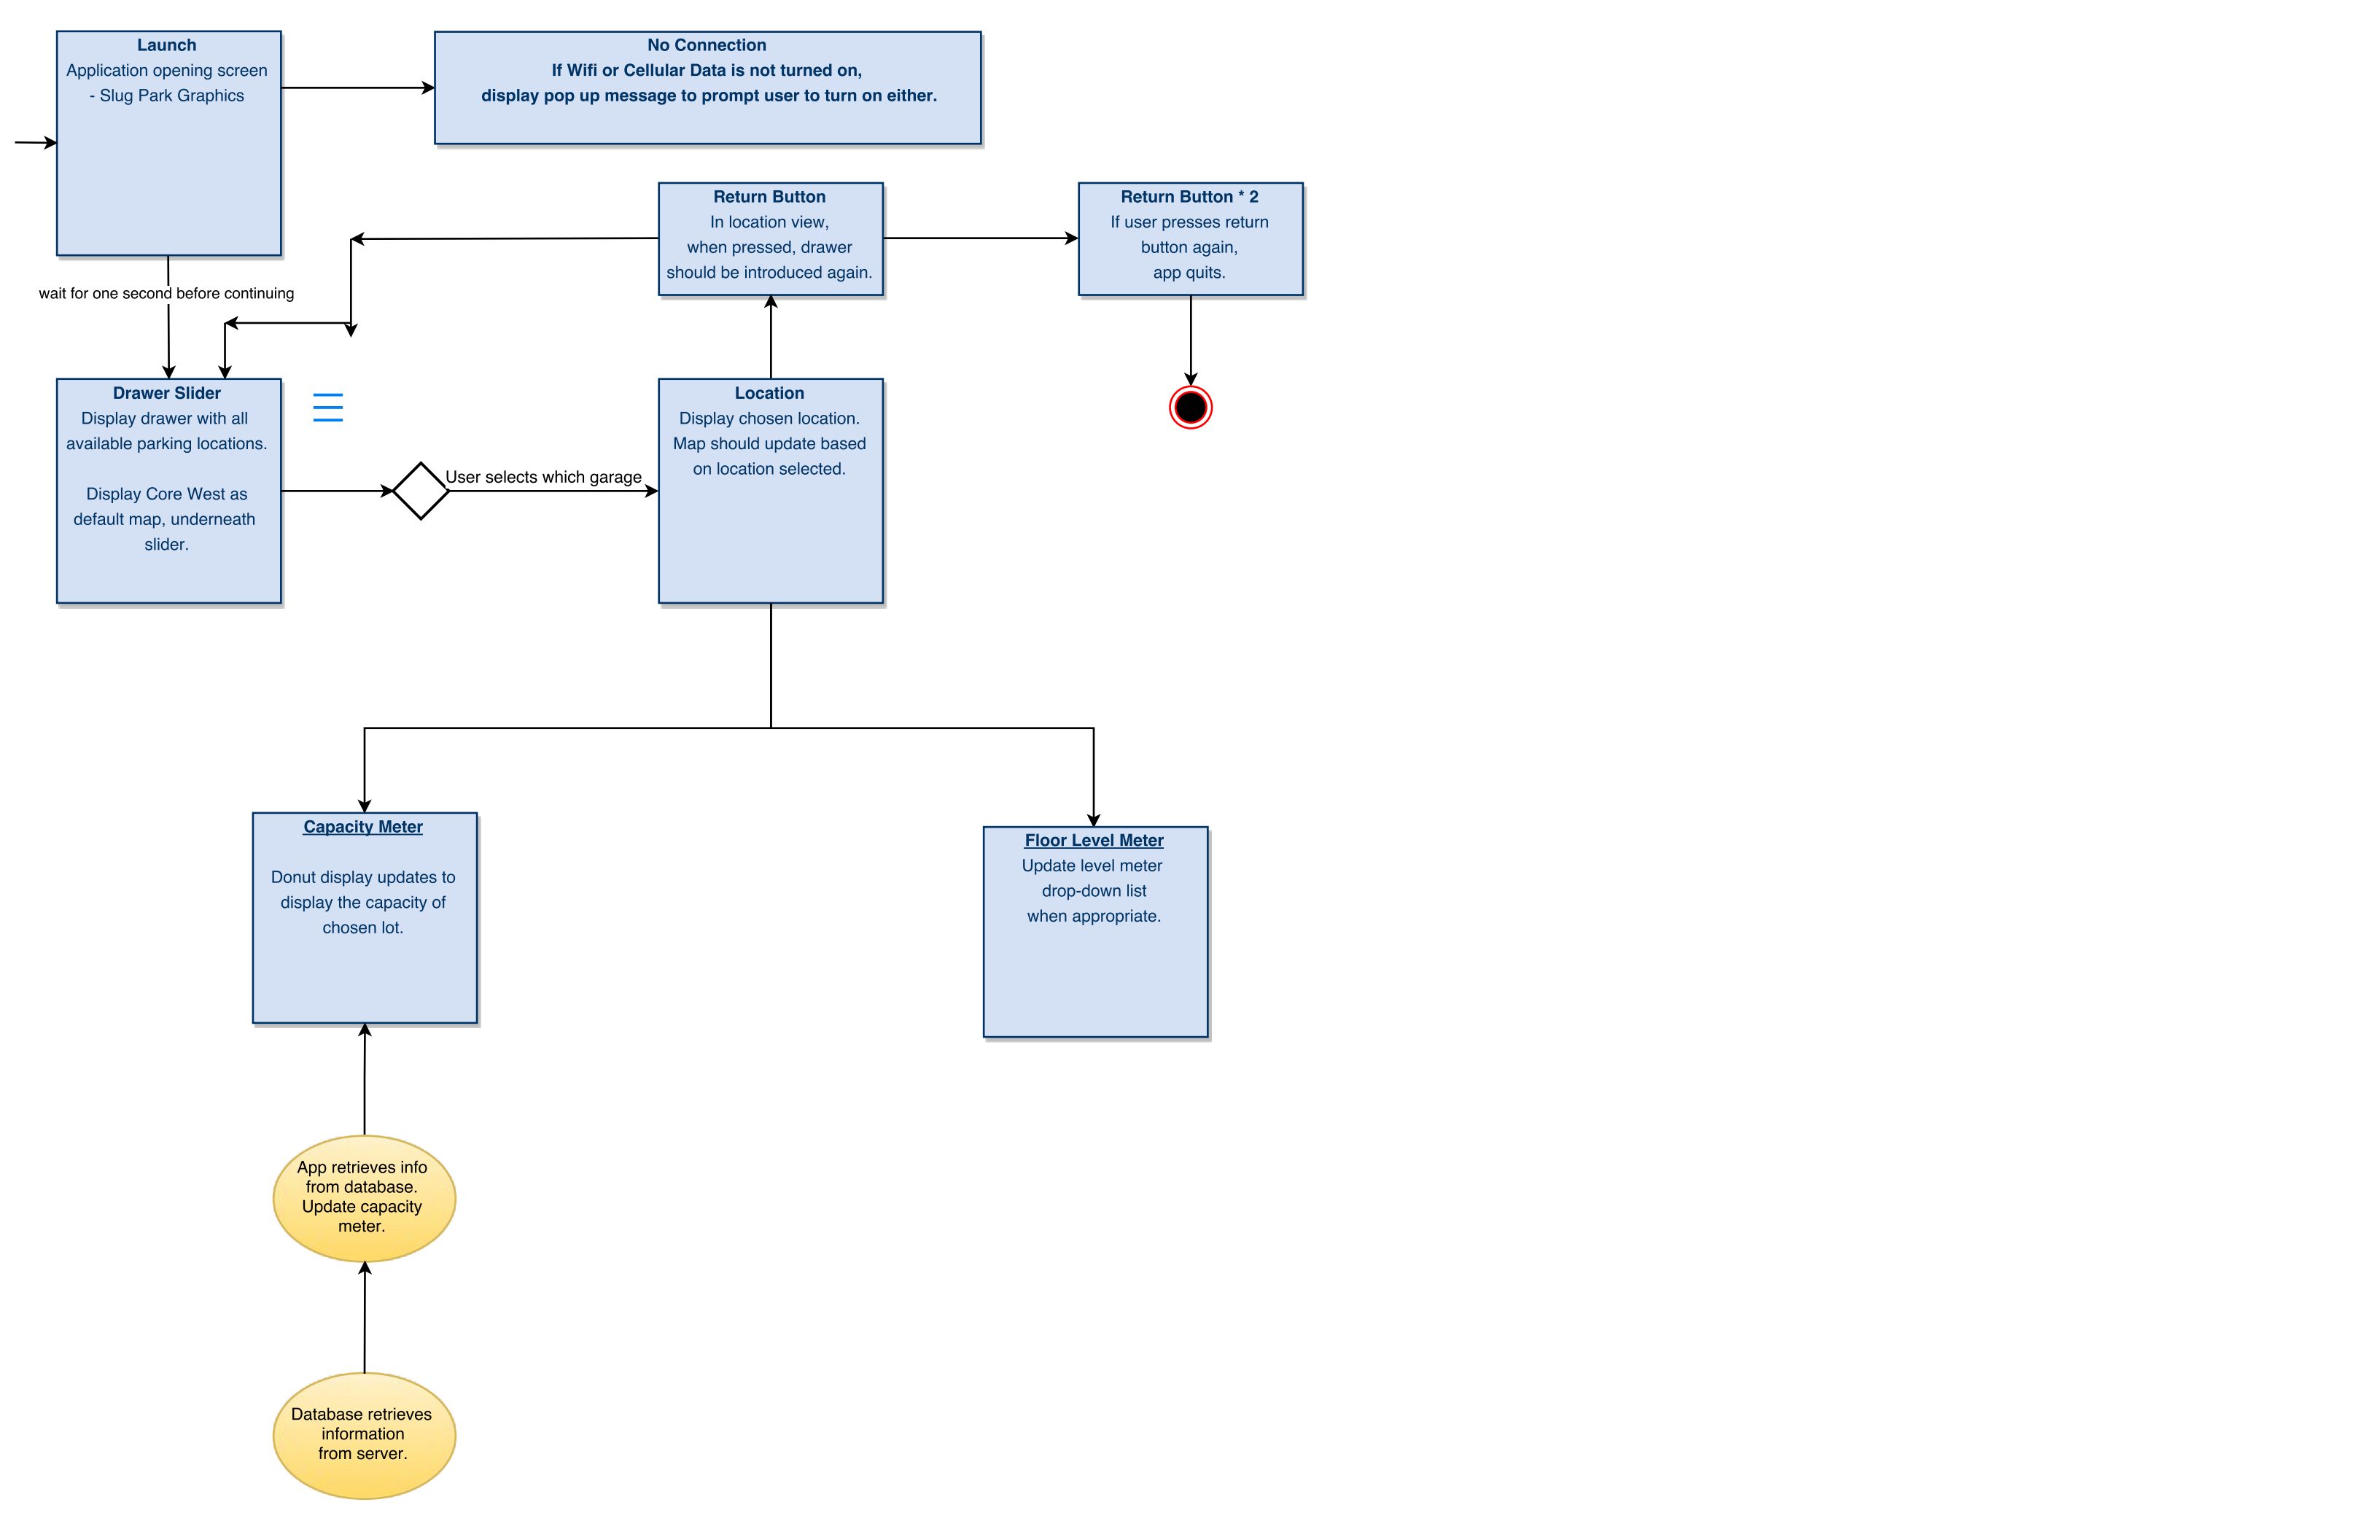 Launch
Application opening screen
- Slug Park Graphics
No Connection
If Wifi or Cellular Data is not turned on,
display pop up message to prompt user to turn on either.
Return Button
In location view,
when pressed, drawer
should be introduced again.
Return Button * 2
If user presses return
button again,
app quits.
wait for one second before continuing
Drawer Slider
Display drawer with all
available parking locations.
Display Core West as
default map, underneath
slider.
User selects which garage
Location
Display chosen location.
Map should update based
on location selected.
Capacity Meter
Donut display updates to
display the capacity of
chosen lot.
Floor Level Meter
Update level meter
drop-down list
when appropriate.
App retrieves info
from database.
Update capacity
meter.
Database retrieves
information
from server.